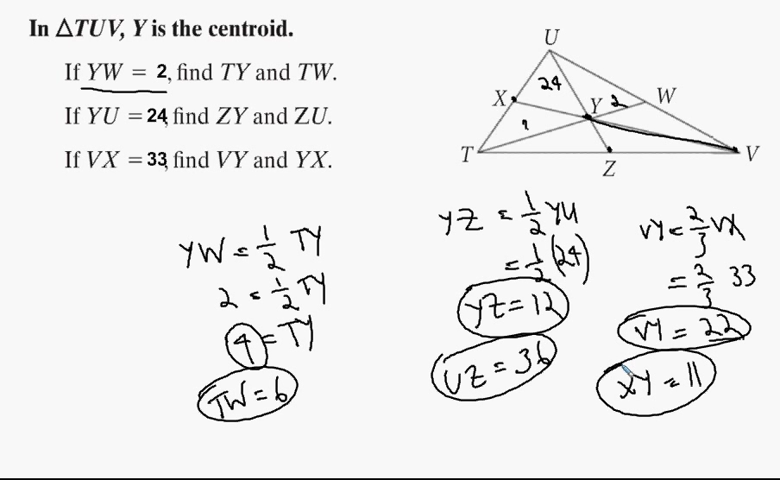 In △TUV, Y is the centroid.
If YW = 2, find TY and TW.
If YU = 24, find ZY and ZU.
If VX = 33, find VY and YX.
U
24
X
Y 2
W
T
Z
V
YW = 1/2 TY
2 = 1/2 TY
4 = TY
TW = 6
YZ = 1/2 YU
= 1/2 (24)
YZ = 12
UZ = 36
VY = 2/3 VX
= 2/3 33
VY = 22
XY = 11